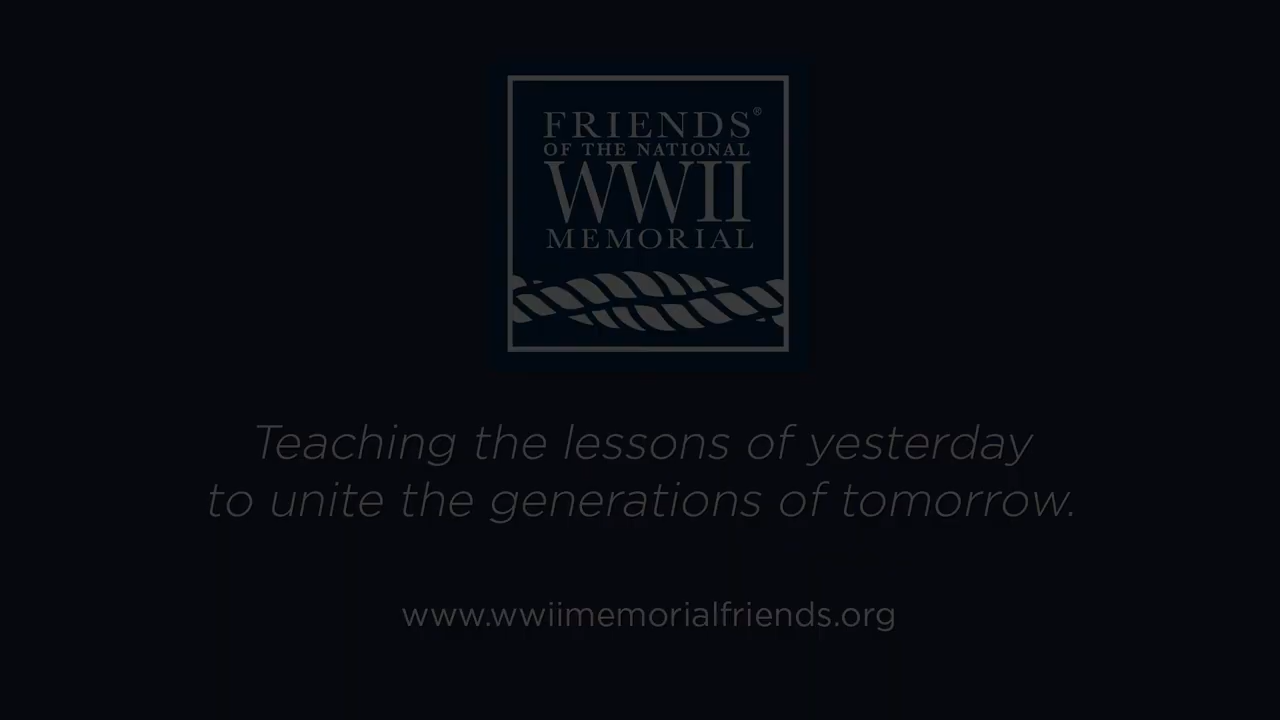 FRIENDS®
OF THE NATIONAL
WWII
MEMORIAL
Teaching the lessons of yesterday
to unite the generations of tomorrow.
www.wwiimemorialfriends.org